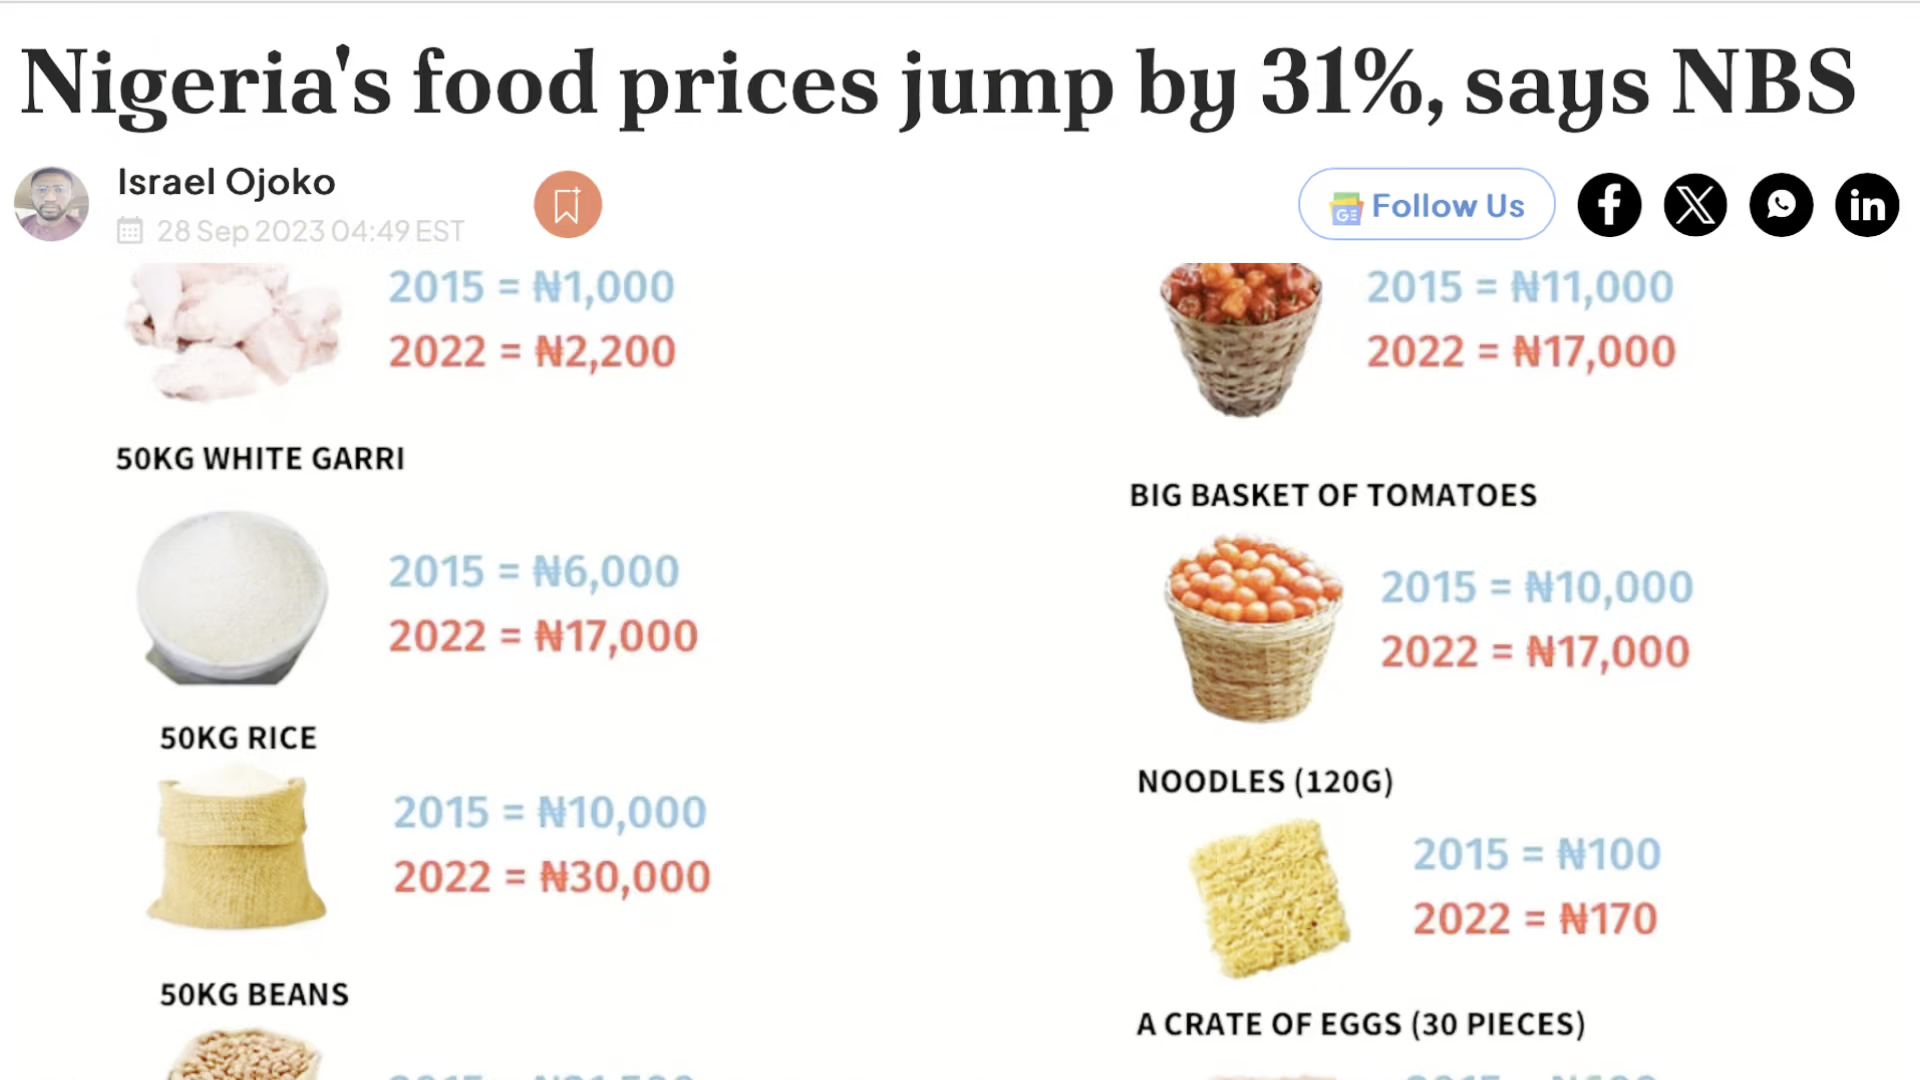 Nigeria's food prices jump by 31%, says NBS
Israel Ojoko
28 Sep 2023 04:49 EST
GE Follow Us
2015 = ₦1,000
2022 = ₦2,200
50KG WHITE GARRI
2015 = ₦6,000
2022 = ₦17,000
50KG RICE
2015 = ₦10,000
2022 = ₦30,000
50KG BEANS
2015 = ₦11,000
2022 = ₦17,000
BIG BASKET OF TOMATOES
2015 = ₦10,000
2022 = ₦17,000
NOODLES (120G)
2015 = ₦100
2022 = ₦170
A CRATE OF EGGS (30 PIECES)